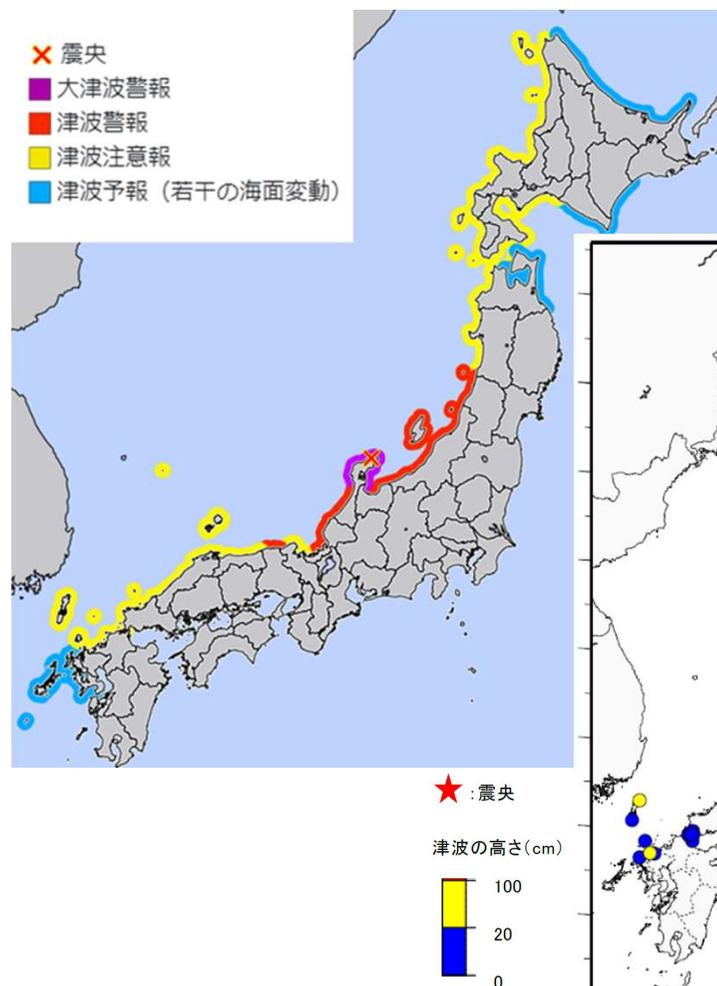 震央
大津波警報
津波警報
津波注意報
津波予報（若干の海面変動）
★：震央
津波の高さ(cm)
100
20
0